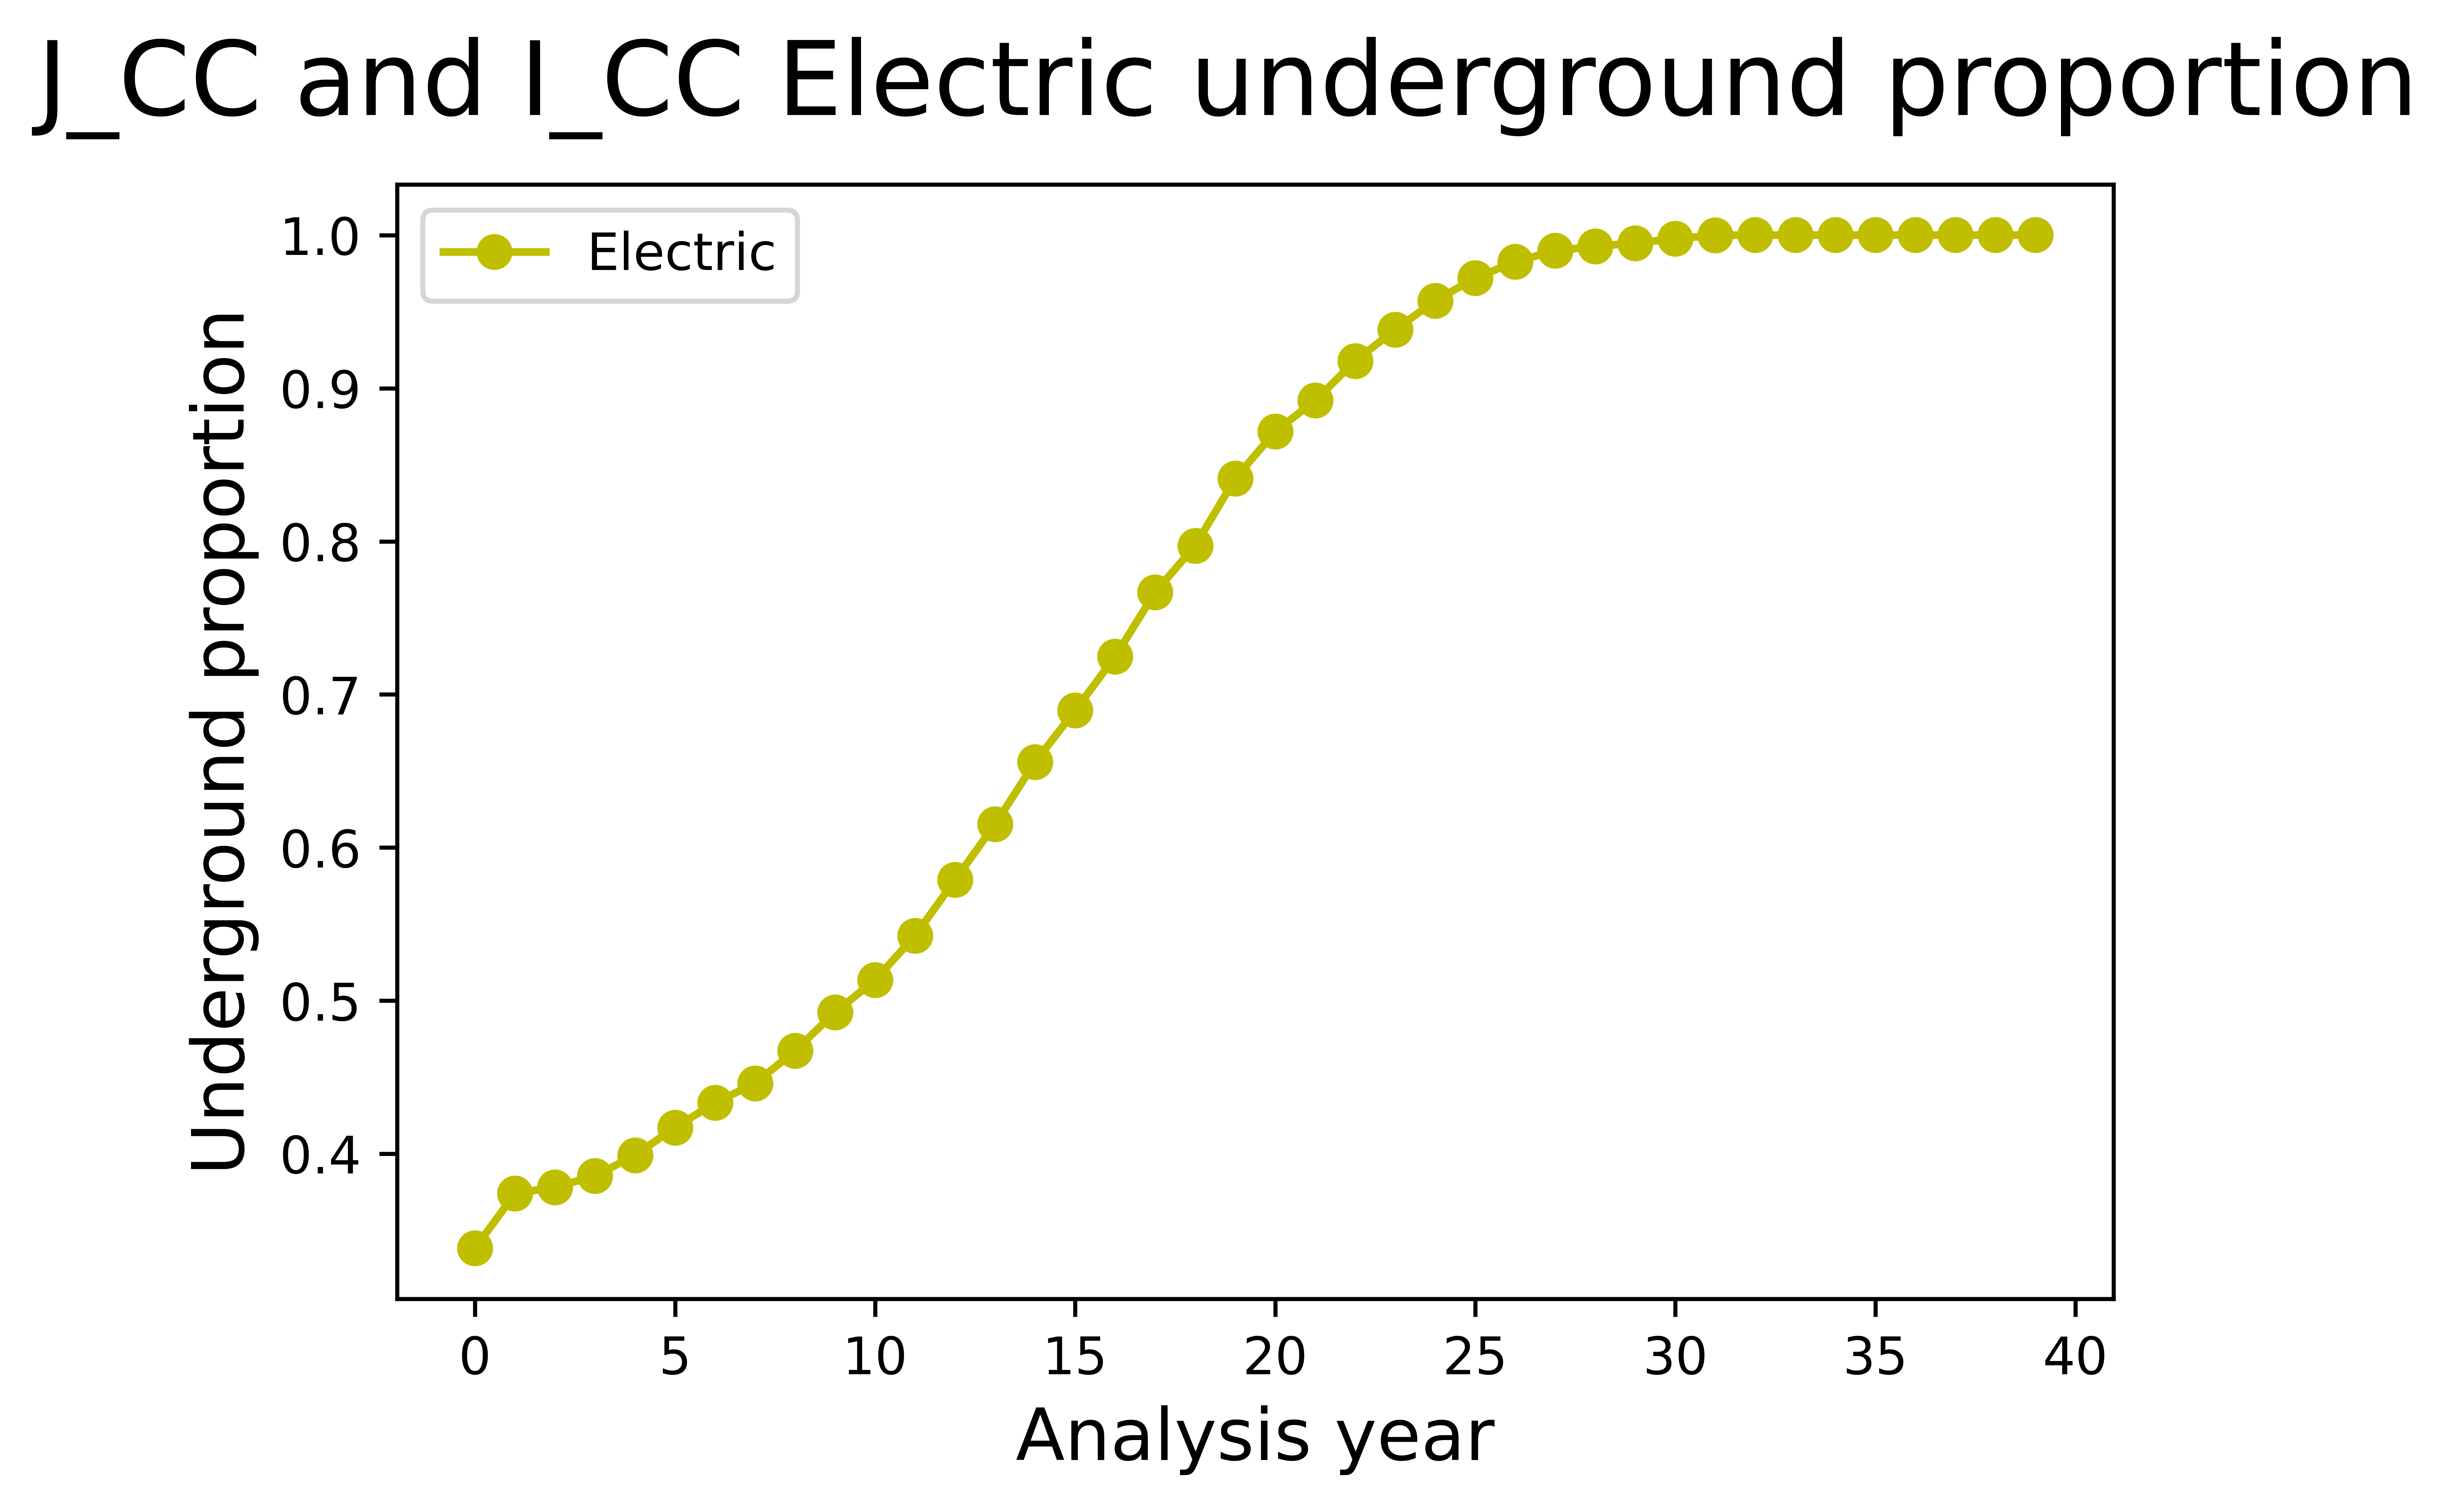 J_CC and I_CC Electric underground proportion
Electric
Underground proportion
1.0
0.9
0.8
0.7
0.6
0.5
0.4
0 5 10 15 20 25 30 35 40
Analysis year